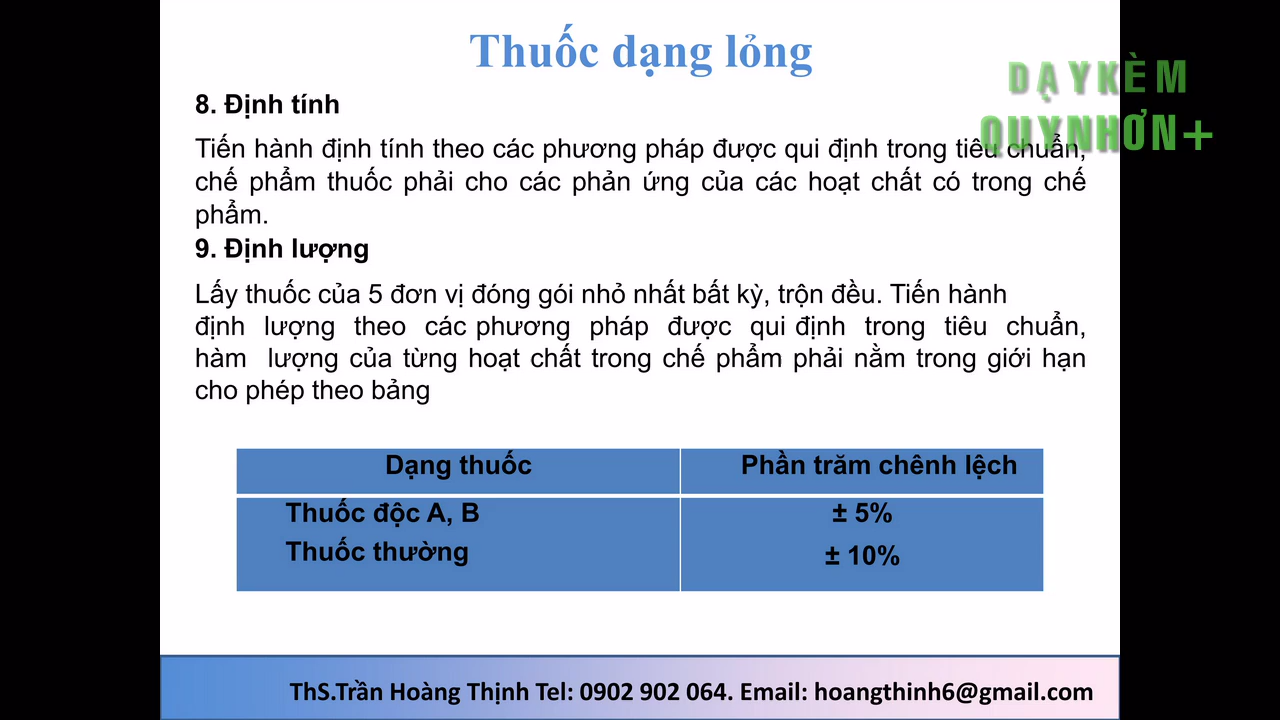 Thuốc dạng lỏng
DẠYKÈM
QUYNHƠN+
8. Định tính
Tiến hành định tính theo các phương pháp được qui định trong tiêu chuẩn,
chế phẩm thuốc phải cho các phản ứng của các hoạt chất có trong chế
phẩm.
9. Định lượng
Lấy thuốc của 5 đơn vị đóng gói nhỏ nhất bất kỳ, trộn đều. Tiến hành
định lượng theo các phương pháp được qui định trong tiêu chuẩn,
hàm lượng của từng hoạt chất trong chế phẩm phải nằm trong giới hạn
cho phép theo bảng
Dạng thuốc Phần trăm chênh lệch
Thuốc độc A, B ± 5%
Thuốc thường ± 10%
ThS.Trần Hoàng Thịnh Tel: 0902 902 064. Email: hoangthinh6@gmail.com